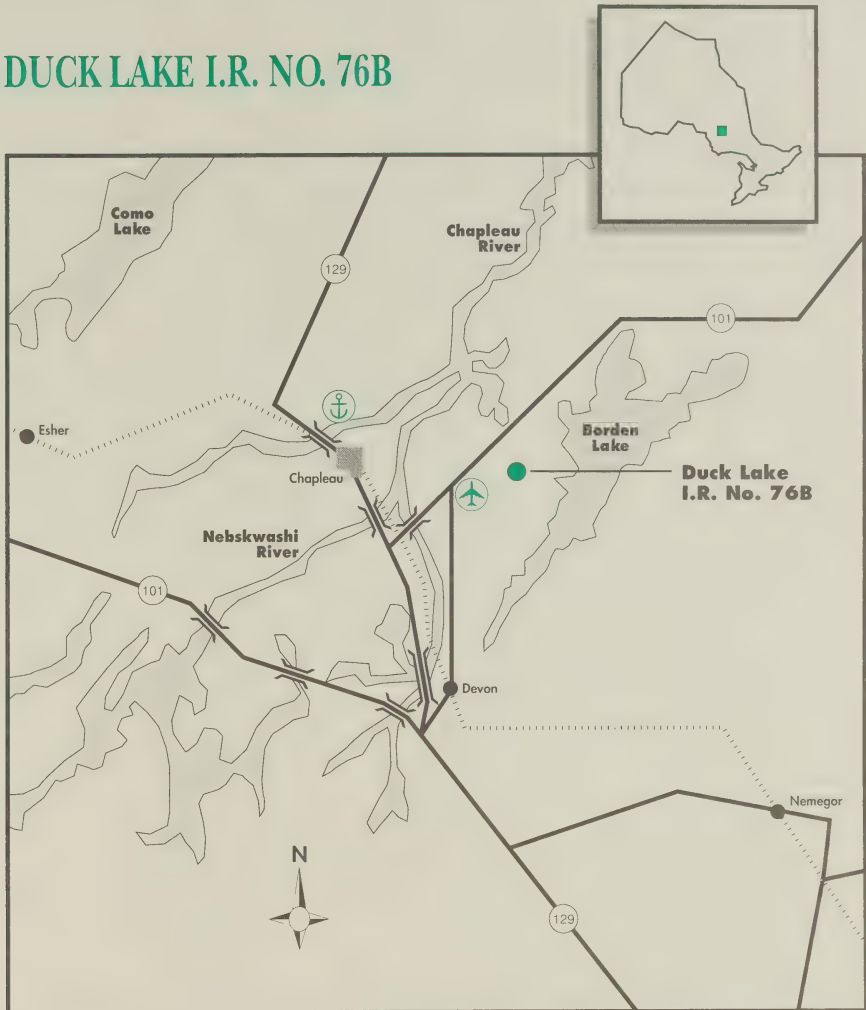 DUCK LAKE I.R. NO. 76B
Como
Lake
Chapleau
River
129
101
Esher
Borden
Lake
Chapleau
Duck Lake
I.R. No. 76B
Nebskwashi
River
101
Devon
Nemegor
N
129